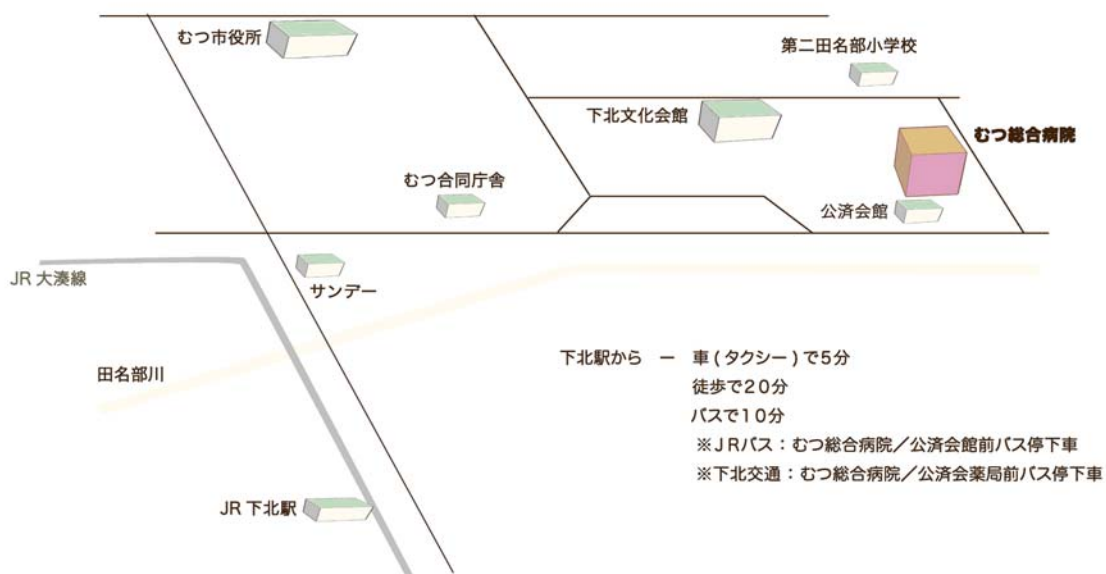 むつ市役所
第二田名部小学校
下北文化会館
むつ総合病院
むつ合同庁舎
公済会館
JR 大湊線
サンデー
田名部川
下北駅から ー 車(タクシー)で5分
徒歩で20分
バスで10分
※JRバス:むつ総合病院/公済会館前バス停下車
※下北交通:むつ総合病院/公済会薬局前バス停下車
JR 下北駅